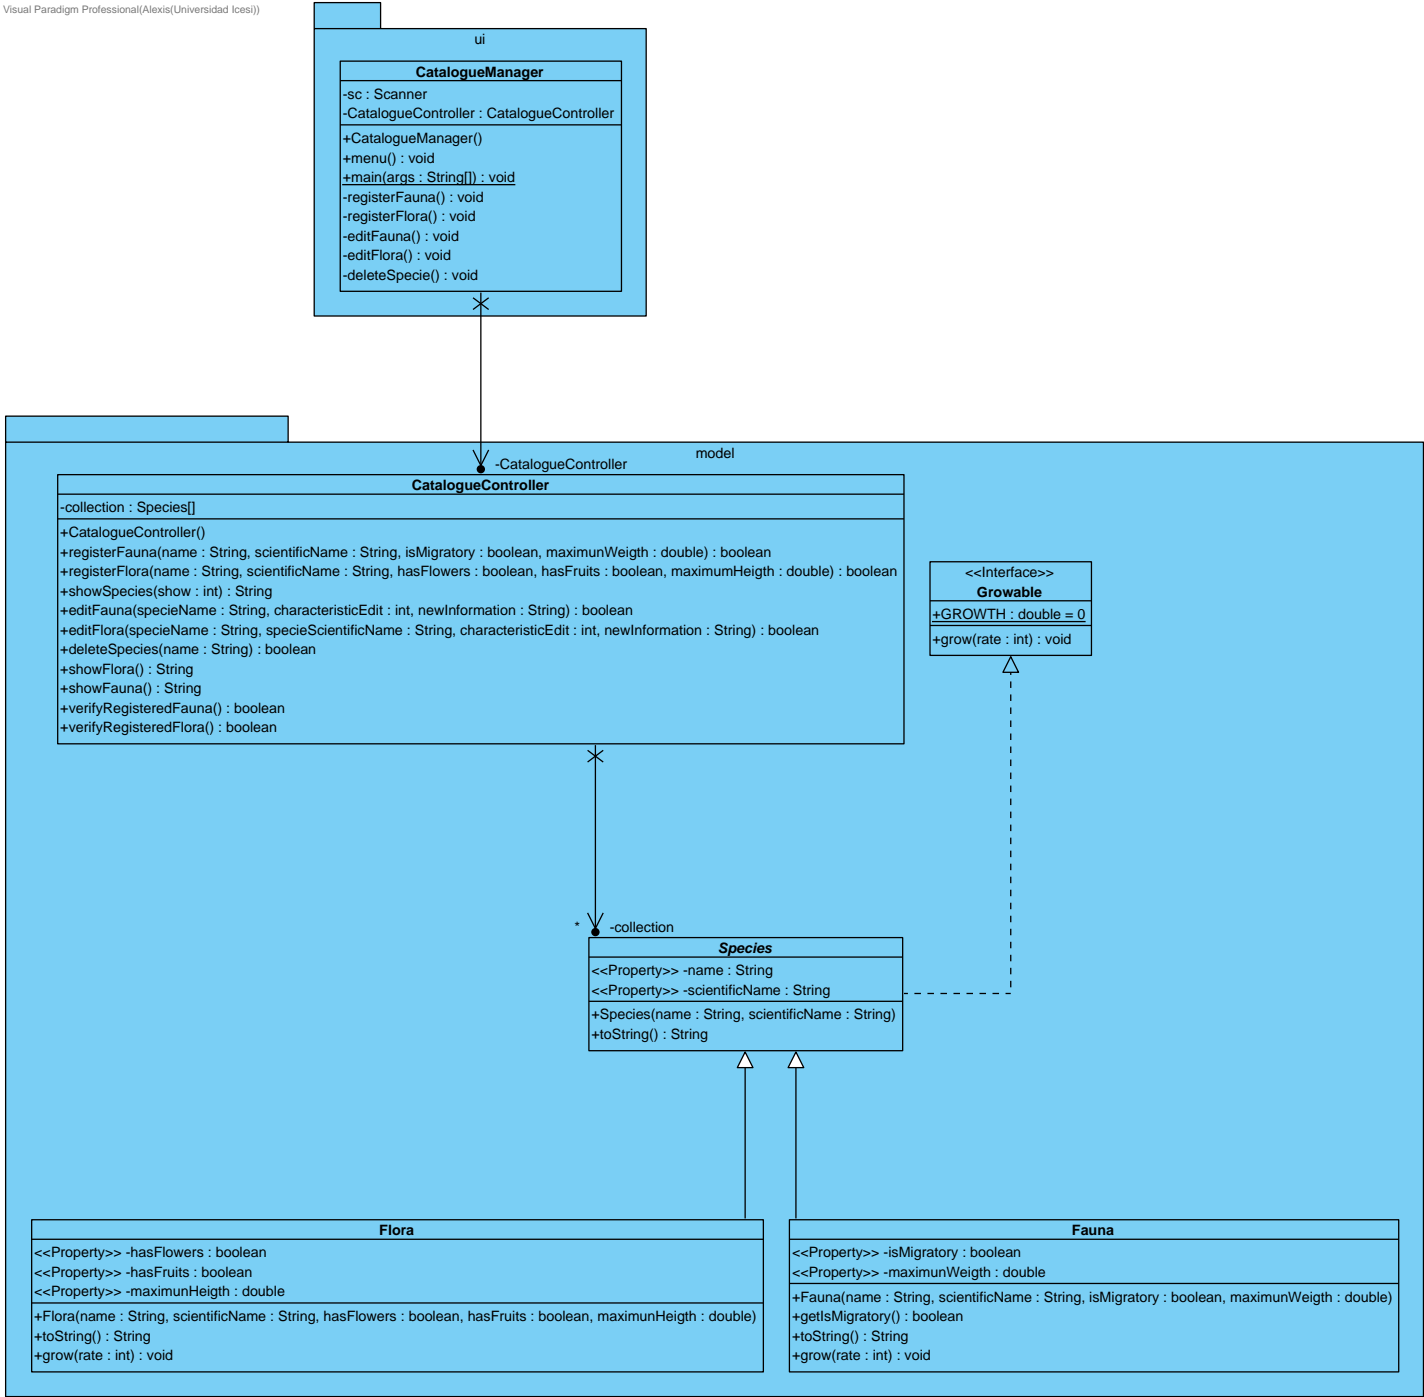 Visual Paradigm Professional(Alexis(Universidad Icesi))
ui
CatalogueManager
-sc : Scanner
-CatalogueController : CatalogueController
+CatalogueManager()
+menu() : void
+main(args : String[]) : void
-registerFauna() : void
-registerFlora() : void
-editFauna() : void
-editFlora() : void
-deleteSpecie() : void
model
-CatalogueController
CatalogueController
-collection : Species[]
+CatalogueController()
+registerFauna(name : String, scientificName : String, isMigratory : boolean, maximunWeigth : double) : boolean
+registerFlora(name : String, scientificName : String, hasFlowers : boolean, hasFruits : boolean, maximumHeigth : double) : boolean
+showSpecies(show : int) : String
+editFauna(specieName : String, characteristicEdit : int, newInformation : String) : boolean
+editFlora(specieName : String, specieScientificName : String, characteristicEdit : int, newInformation : String) : boolean
+deleteSpecies(name : String) : boolean
+showFlora() : String
+showFauna() : String
+verifyRegisteredFauna() : boolean
+verifyRegisteredFlora() : boolean
<<Interface>>
Growable
+GROWTH : double = 0
+grow(rate : int) : void
* -collection
Species
<<Property>> -name : String
<<Property>> -scientificName : String
+Species(name : String, scientificName : String)
+toString() : String
Flora
<<Property>> -hasFlowers : boolean
<<Property>> -hasFruits : boolean
<<Property>> -maximunHeigth : double
+Flora(name : String, scientificName : String, hasFlowers : boolean, hasFruits : boolean, maximunHeigth : double)
+toString() : String
+grow(rate : int) : void
Fauna
<<Property>> -isMigratory : boolean
<<Property>> -maximunWeigth : double
+Fauna(name : String, scientificName : String, isMigratory : boolean, maximunWeigth : double)
+getIsMigratory() : boolean
+toString() : String
+grow(rate : int) : void